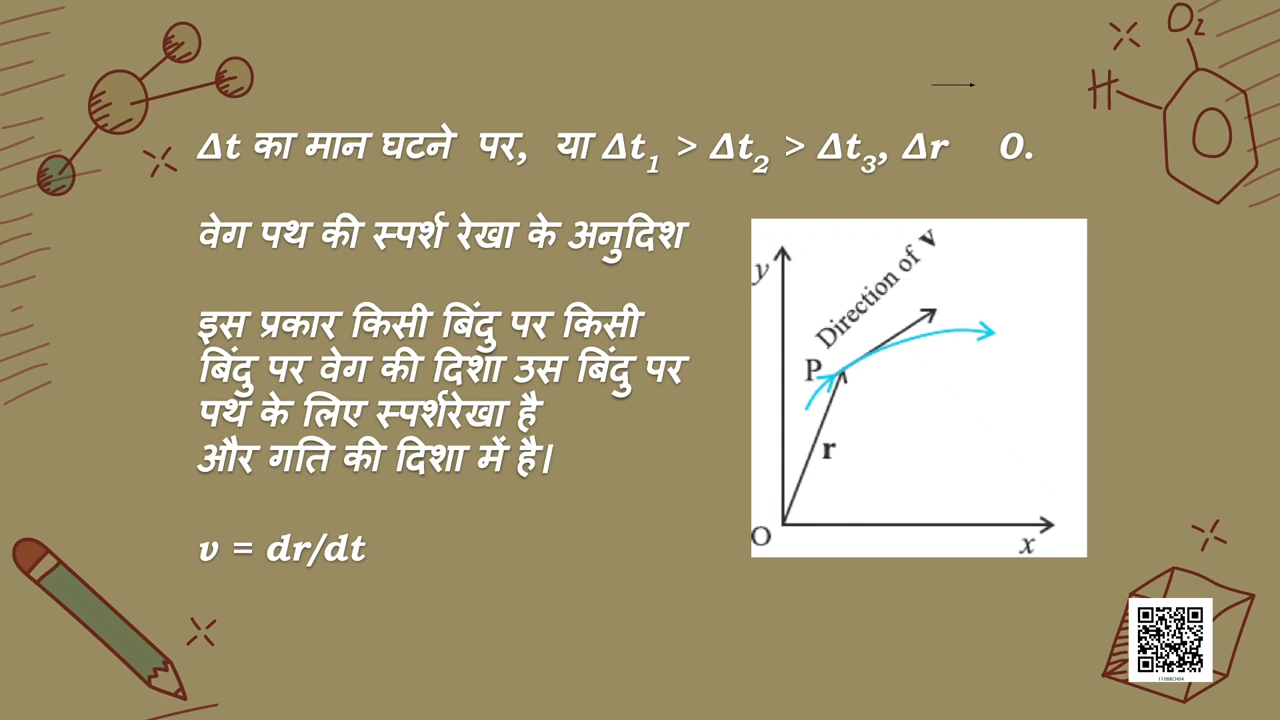 Δt का मान घटने पर, या Δt₁ > Δt₂ > Δt₃, Δr 0.
वेग पथ की स्पर्श रेखा के अनुदिश
इस प्रकार किसी बिंदु पर किसी
बिंदु पर वेग की दिशा उस बिंदु पर
पथ के लिए स्पर्शरेखा है
और गति की दिशा में है।
v = dr/dt
y
Direction of v
P
r
O
x
O₂
H
11088CH04